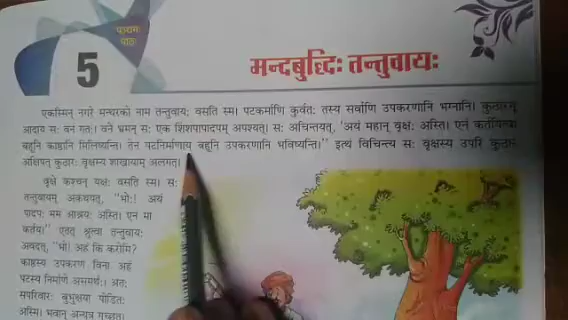 पञ्चमः
पाठः
5
मन्दबुद्धिः तन्तुवायः
एकस्मिन् नगरे मन्थरको नाम तन्तुवायः वसति स्म। पटकर्माणि कुर्वतः तस्य सर्वाणि उपकरणानि भग्नानि। कुठारम्
आदाय सः वनं गतः। वने भ्रमन् सः एकं शिंशपापादपम् अपश्यत्। सः अचिन्तयत्, "अयं महान् वृक्षः अस्ति। एनं कर्तयित्वा
बहूनि काष्ठानि मिलिष्यन्ति। तेन पटनिर्माणाय बहूनि उपकरणानि भविष्यन्ति।" इत्थं विचिन्त्य सः वृक्षस्य उपरि कुठारं
अक्षिपत् कुठारः वृक्षस्य शाखायाम् अलगत्।
वृक्षे कश्चन यक्षः वसति स्म। सः
तन्तुवायम् अकथयत्, "भोः! अयं
पादपः मम आश्रयः अस्ति। एनं मा
कर्तय।" एतत् श्रुत्वा तन्तुवायः
अवदत्, "भो! अहं किं करोमि?
काष्ठस्य उपकरणं विना अहं
पटस्य निर्माणे असमर्थः। अतः
सपरिवारः बुभुक्षया पीडितः
अस्मि। भवान् अन्यत्र गच्छतु।